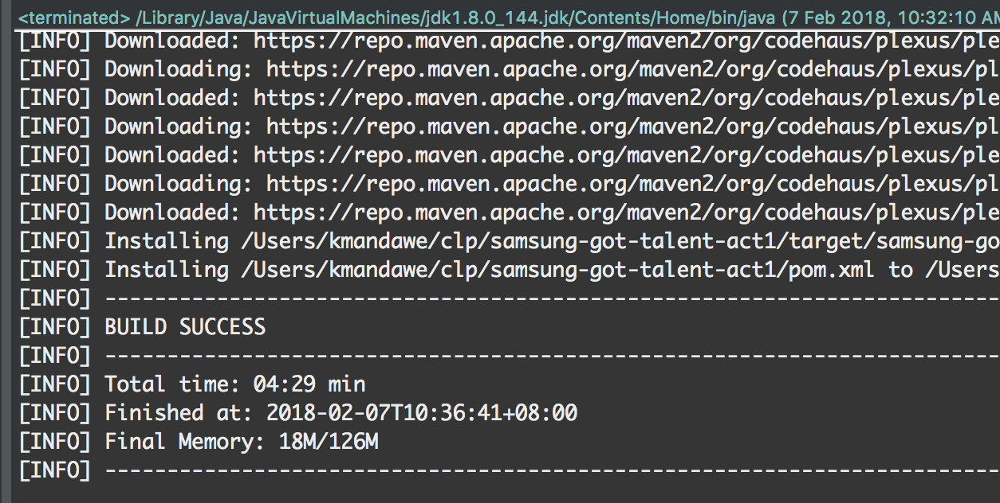 <terminated> /Library/Java/JavaVirtualMachines/jdk1.8.0_144.jdk/Contents/Home/bin/java (7 Feb 2018, 10:32:10 AM
[INFO] Downloaded: https://repo.maven.apache.org/maven2/org/codehaus/plexus/ple
[INFO] Downloading: https://repo.maven.apache.org/maven2/org/codehaus/plexus/pl
[INFO] Downloaded: https://repo.maven.apache.org/maven2/org/codehaus/plexus/ple
[INFO] Downloading: https://repo.maven.apache.org/maven2/org/codehaus/plexus/pl
[INFO] Downloaded: https://repo.maven.apache.org/maven2/org/codehaus/plexus/ple
[INFO] Downloading: https://repo.maven.apache.org/maven2/org/codehaus/plexus/pl
[INFO] Downloaded: https://repo.maven.apache.org/maven2/org/codehaus/plexus/ple
[INFO] Installing /Users/kmandawe/clp/samsung-got-talent-act1/target/samsung-go
[INFO] Installing /Users/kmandawe/clp/samsung-got-talent-act1/pom.xml to /Users
[INFO] ------------------------------------------------------------------------
[INFO] BUILD SUCCESS
[INFO] ------------------------------------------------------------------------
[INFO] Total time: 04:29 min
[INFO] Finished at: 2018-02-07T10:36:41+08:00
[INFO] Final Memory: 18M/126M
[INFO] ------------------------------------------------------------------------